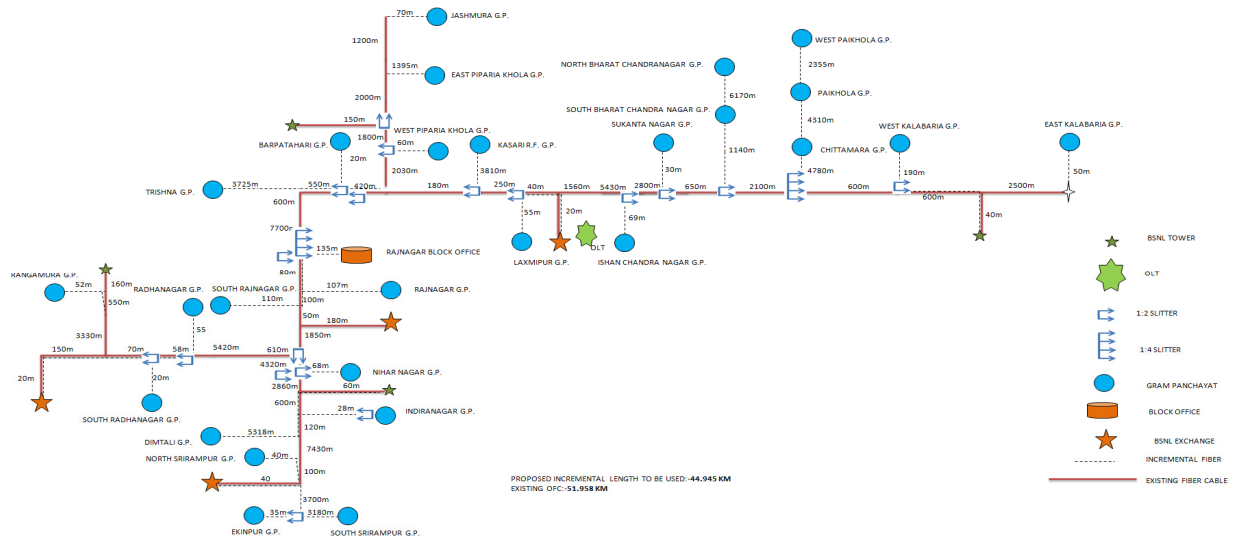 70m
JASHMURA G.P.
1200m
1395m
EAST PIPARIA KHOLA G.P.
2000m
150m
1800m
WEST PIPARIA KHOLA G.P.
60m
BARPATAHARI G.P.
20m
2030m
KASARI R.F. G.P.
3810m
TRISHNA G.P.
3725m
550m
420m
180m
250m
40m
1560m
5430m
2800m
650m
2100m
600m
600m
2500m
NORTH BHARAT CHANDRANAGAR G.P.
6170m
SOUTH BHARAT CHANDRA NAGAR G.P.
SUKANTA NAGAR G.P.
30m
1140m
WEST PAIKHOLA G.P.
2355m
PAIKHOLA G.P.
4310m
CHITTAMARA G.P.
4780m
WEST KALABARIA G.P.
190m
EAST KALABARIA G.P.
50m
40m
55m
20m
69m
LAXMIPUR G.P.
OLT
ISHAN CHANDRA NAGAR G.P.
600m
135m
RAJNAGAR BLOCK OFFICE
80m
107m
RAJNAGAR G.P.
SOUTH RAJNAGAR G.P.
110m
100m
50m
180m
1850m
52m
160m
550m
RADHANAGAR G.P.
55
3330m
150m
70m
58m
5420m
610m
20m
20m
SOUTH RADHANAGAR G.P.
4320m
68m
NIHAR NAGAR G.P.
2860m
60m
600m
28m
INDIRANAGAR G.P.
120m
DIMTALI G.P.
5318m
NORTH SRIRAMPUR G.P.
40m
7430m
100m
40
3700m
35m
3180m
EKINPUR G.P.
SOUTH SRIRAMPUR G.P.
PROPOSED INCREMENTAL LENGTH TO BE USED:-44.945 KM
EXISTING OFC:-51.958 KM
BSNL TOWER
OLT
1:2 SLITTER
1:4 SLITTER
GRAM PANCHAYAT
BLOCK OFFICE
BSNL EXCHANGE
INCREMENTAL FIBER
EXISTING FIBER CABLE